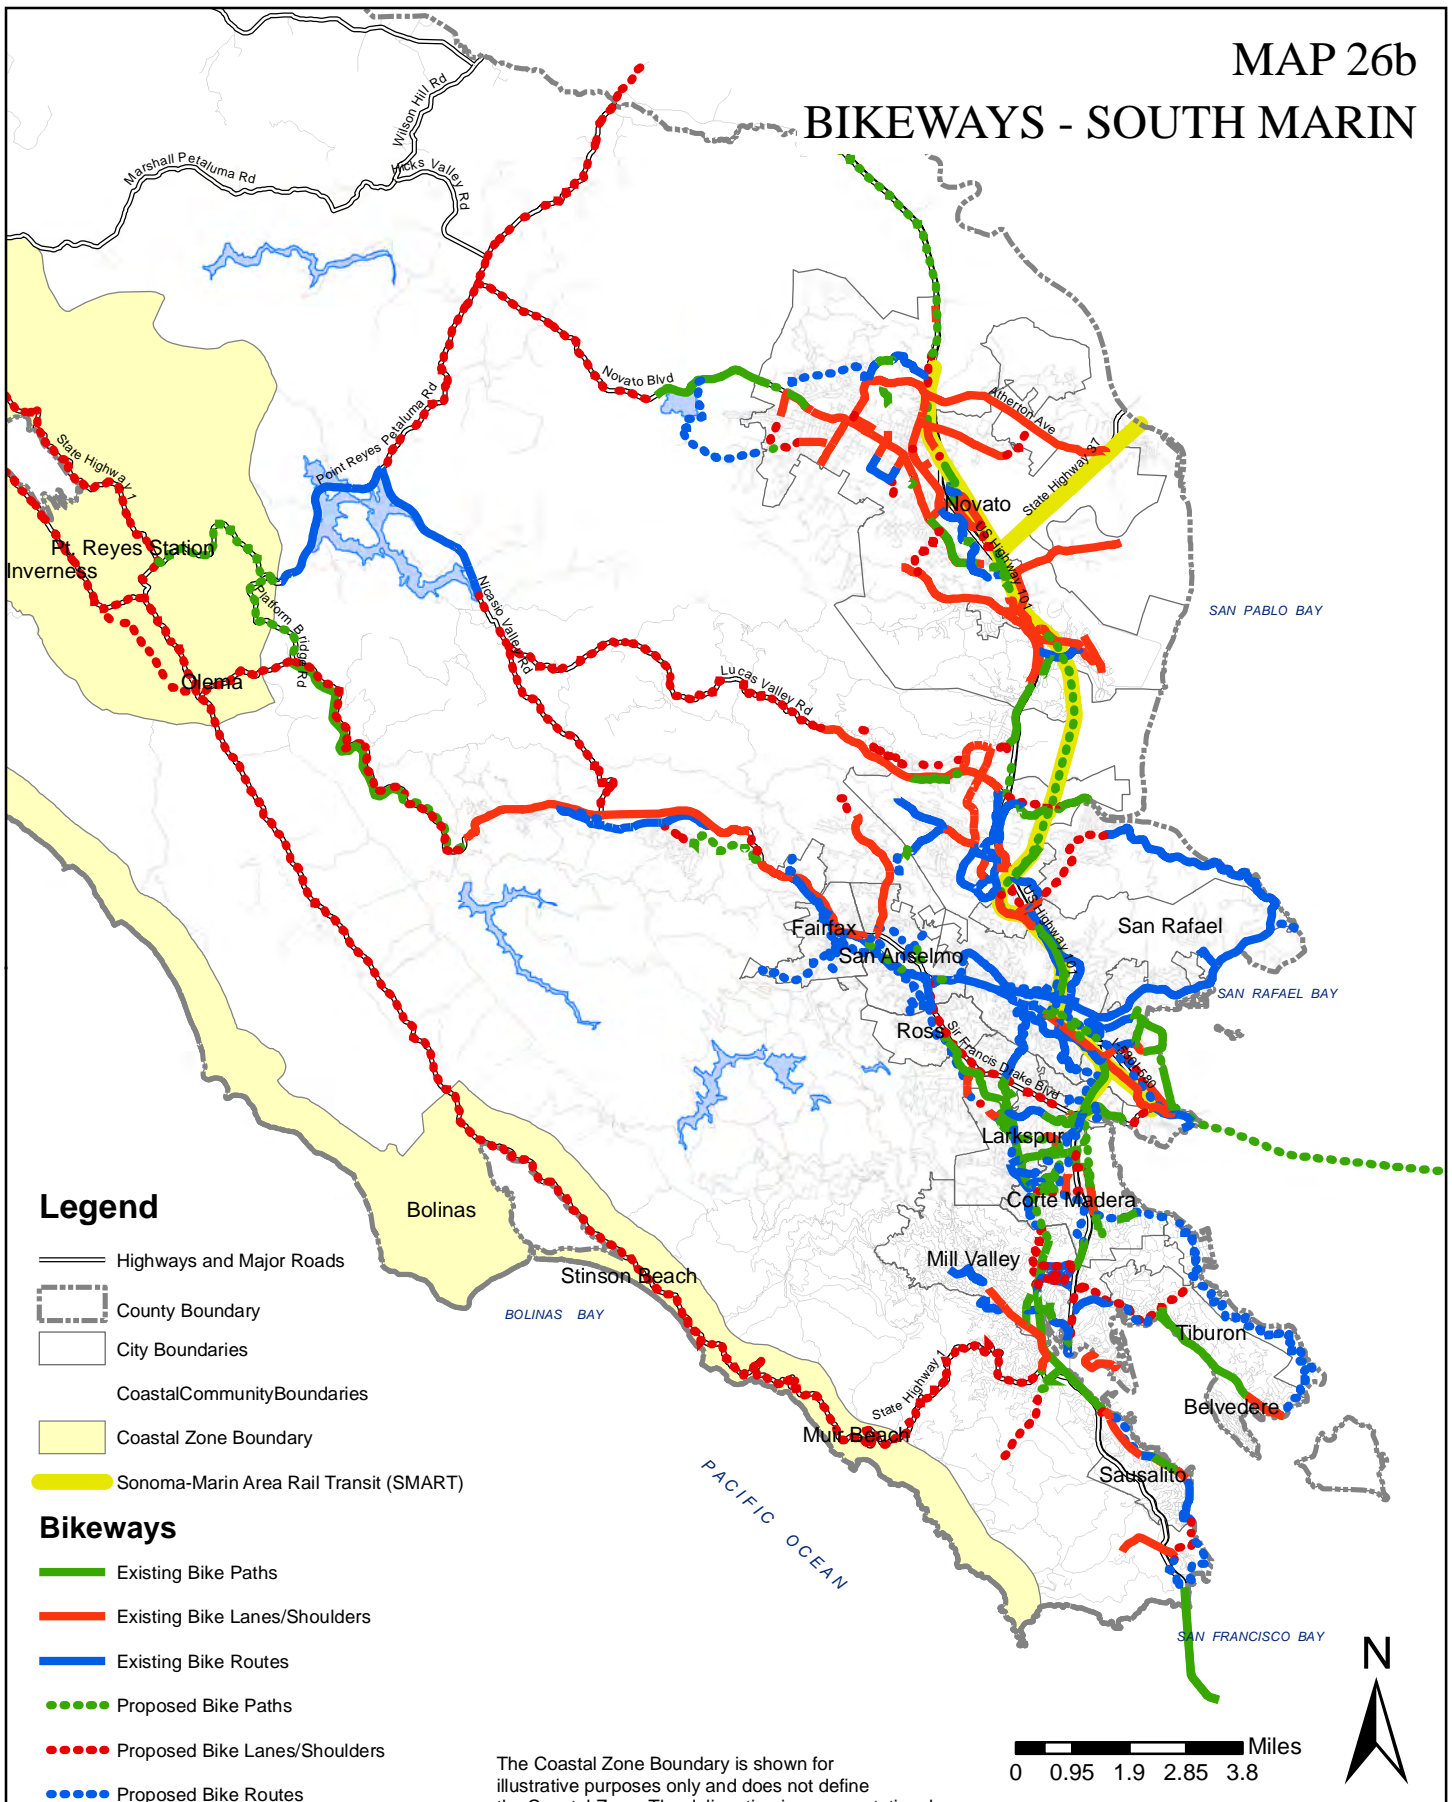 MAP 26b
BIKEWAYS - SOUTH MARIN
Wilson Hill Rd
Marshall Petaluma Rd
Hicks Valley Rd
Novato Blvd
Point Reyes Petaluma Rd
Atherton Ave
State Highway 37
State Highway 1
Novato
US Highway 101
Pt. Reyes Station
Inverness
Platform Bridge Rd
Nicasio Valley Rd
SAN PABLO BAY
Olema
Lucas Valley Rd
US Highway 101
San Rafael
Fairfax
San Anselmo
SAN RAFAEL BAY
Ross
Sir Francis Drake Blvd
Larkspur
Corte Madera
Bolinas
Mill Valley
Stinson Beach
BOLINAS BAY
Tiburon
State Highway 1
Belvedere
Muir Beach
Sausalito
PACIFIC OCEAN
SAN FRANCISCO BAY
Legend
Highways and Major Roads
County Boundary
City Boundaries
CoastalCommunityBoundaries
Coastal Zone Boundary
Sonoma-Marin Area Rail Transit (SMART)
Bikeways
Existing Bike Paths
Existing Bike Lanes/Shoulders
Existing Bike Routes
Proposed Bike Paths
Proposed Bike Lanes/Shoulders
Proposed Bike Routes
The Coastal Zone Boundary is shown for
illustrative purposes only and does not define
N
Miles
0 0.95 1.9 2.85 3.8